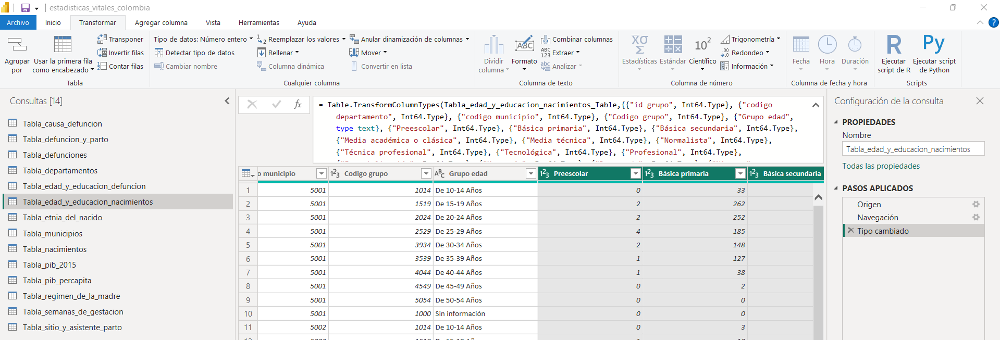 estadisticas_vitales_colombia
Archivo Inicio Transformar Agregar columna Vista Herramientas Ayuda
Agrupar por
Usar la primera fila como encabezado
Transponer
Invertir filas
Contar filas
Tabla
Tipo de datos: Número entero
Detectar tipo de datos
Cambiar nombre
Reemplazar los valores
Rellenar
Columna dinámica
Anular dinamización de columnas
Mover
Convertir en lista
Cualquier columna
Dividir columna
Formato
Combinar columnas
Extraer
Analizar
Columna de texto
Estadísticas
Estándar
Científico
Trigonometría
Redondeo
Información
Columna de número
Fecha
Hora
Duración
Columna de fecha y hora
R
Ejecutar script de R
Py
Ejecutar script de Python
Scripts
Consultas [14]
Tabla_causa_defuncion
Tabla_defuncion_y_parto
Tabla_defunciones
Tabla_departamentos
Tabla_edad_y_educacion_defuncion
Tabla_edad_y_educacion_nacimientos
Tabla_etnia_del_nacido
Tabla_municipios
Tabla_nacimientos
Tabla_pib_2015
Tabla_pib_percapita
Tabla_regimen_de_la_madre
Tabla_semanas_de_gestacion
Tabla_sitio_y_asistente_parto
fx
= Table.TransformColumnTypes(Tabla_edad_y_educacion_nacimientos_Table,{{"id grupo", Int64.Type}, {"codigo
departamento", Int64.Type}, {"codigo municipio", Int64.Type}, {"Codigo grupo", Int64.Type}, {"Grupo edad",
type text}, {"Preescolar", Int64.Type}, {"Básica primaria", Int64.Type}, {"Básica secundaria", Int64.Type},
{"Media académica o clásica", Int64.Type}, {"Media técnica", Int64.Type}, {"Normalista", Int64.Type},
{"Técnica profesional", Int64.Type}, {"Tecnológica", Int64.Type}, {"Profesional", Int64.Type},
o municipio Codigo grupo Grupo edad Preescolar Básica primaria Básica secundaria
1 5001 1014 De 10-14 Años 0 33
2 5001 1519 De 15-19 Años 2 262
3 5001 2024 De 20-24 Años 2 252
4 5001 2529 De 25-29 Años 4 185
5 5001 3934 De 30-34 Años 2 148
6 5001 3539 De 35-39 Años 1 127
7 5001 4044 De 40-44 Años 1 38
8 5001 4549 De 45-49 Años 0 2
9 5001 5054 De 50-54 Años 0 0
10 5001 1000 Sin información 0 0
11 5002 1014 De 10-14 Años 0 3
Configuración de la consulta
PROPIEDADES
Nombre
Tabla_edad_y_educacion_nacimientos
Todas las propiedades
PASOS APLICADOS
Origen
Navegación
Tipo cambiado